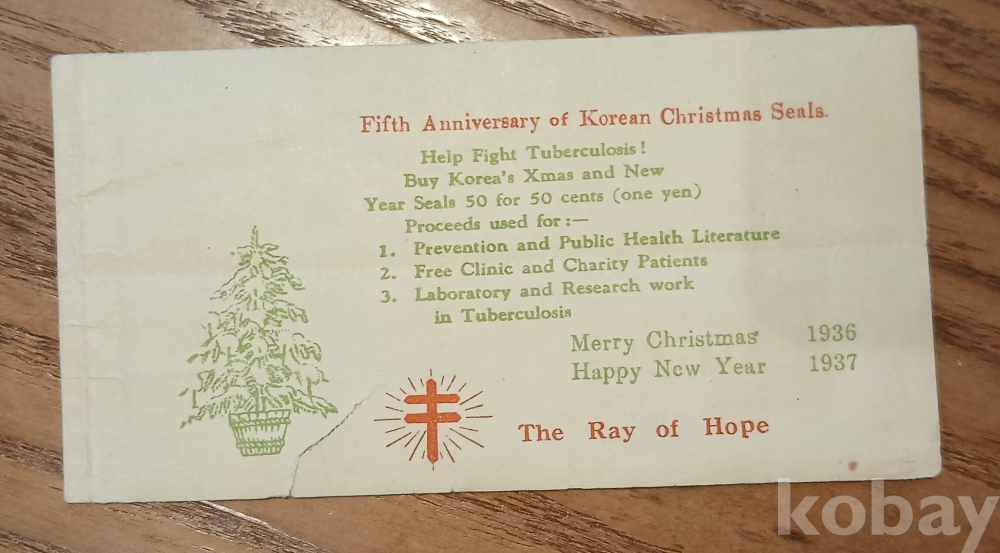 Fifth Anniversary of Korean Christmas Seals.
Help Fight Tuberculosis!
Buy Korea's Xmas and New
Year Seals 50 for 50 cents (one yen)
Proceeds used for :—
1. Prevention and Public Health Literature
2. Free Clinic and Charity Patients
3. Laboratory and Research work
in Tuberculosis
Merry Christmas 1936
Happy New Year 1937
The Ray of Hope
kobay